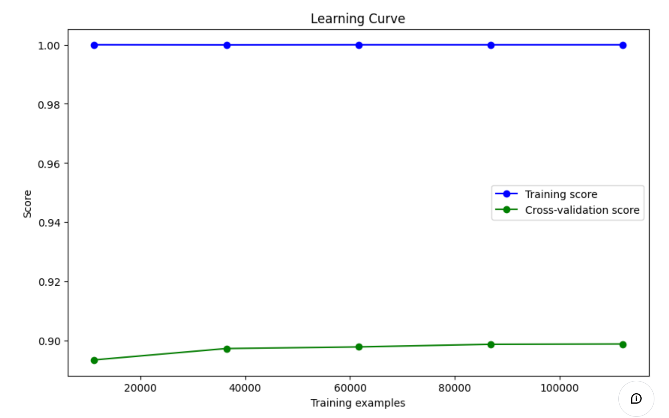 Learning Curve
1.00
0.98
0.96
0.94
0.92
0.90
Score
Training score
Cross-validation score
20000
40000
60000
80000
100000
Training examples